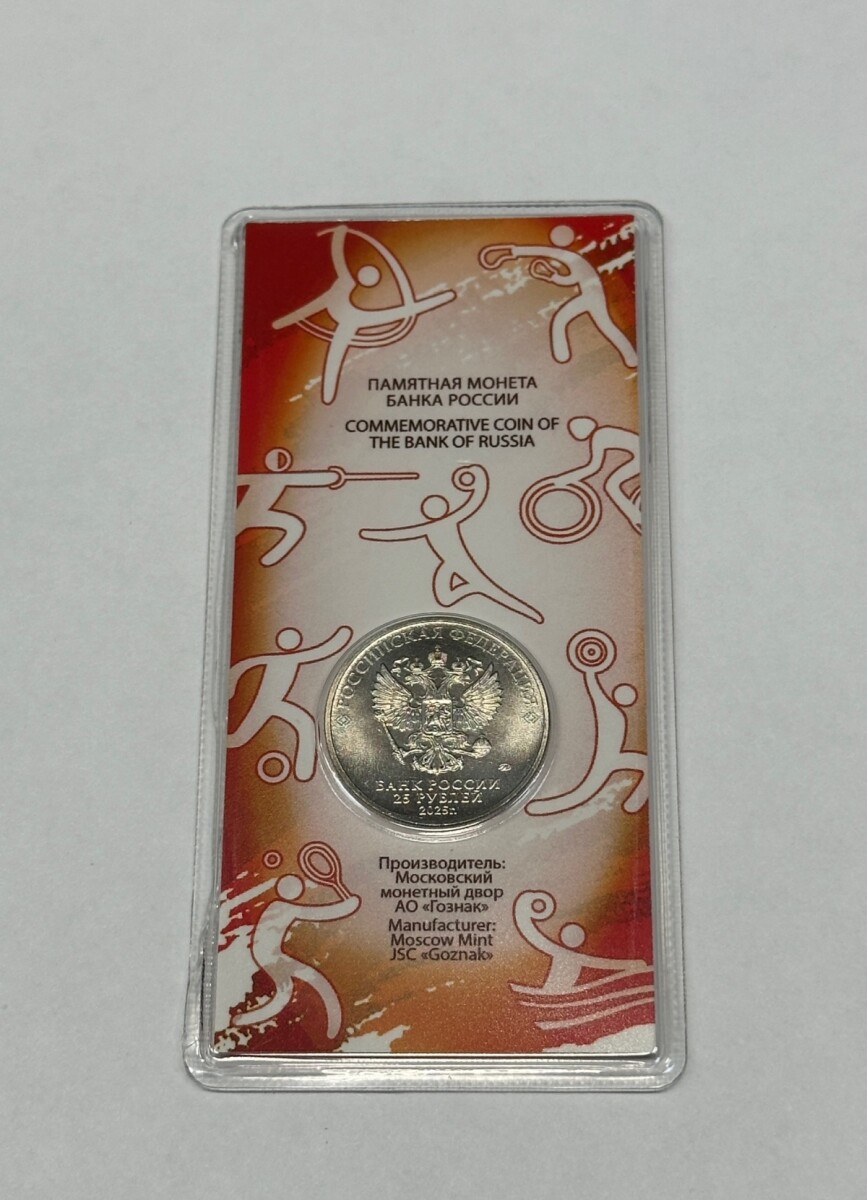 ПАМЯТНАЯ МОНЕТА
БАНКА РОССИИ
COMMEMORATIVE COIN OF
THE BANK OF RUSSIA
РОССИЙСКАЯ ФЕДЕРАЦИЯ
БАНК РОССИИ
25 РУБЛЕЙ
2025г.
Производитель:
Московский
монетный двор
АО «Гознак»
Manufacturer:
Moscow Mint
JSC «Goznak»